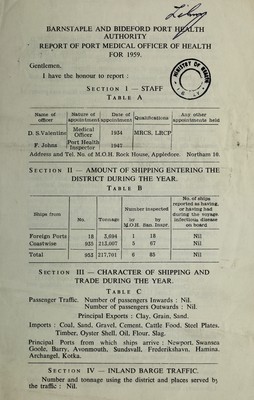 BARNSTAPLE AND BIDEFORD PORT HEALTH
AUTHORITY
REPORT OF PORT MEDICAL OFFICER OF HEALTH
FOR 1959.
Gentlemen,
I have the honour to report :
MINISTRY OF HEALTH
SECTION I — STAFF
TABLE A
Name of officer Nature of appointment Date of appointment Qualifications Any other appointments held
D. S. Valentine Medical Officer 1934 MRCS, LRCP
F. Johns Port Health Inspector 1947
Address and Tel. No. of M.O.H. Rock House, Appledore. Northam 10.
SECTION II — AMOUNT OF SHIPPING ENTERING THE
DISTRICT DURING THE YEAR.
TABLE B
Ships from No. Tonnage Number inspected by M.O.H. San. Inspr. No. of ships reported as having, or having had during the voyage infectious disease on board
Foreign Ports 18 3,694 1 18 Nil
Coastwise 935 213,007 5 67 Nil
Total 953 217,701 6 85 Nil
SECTION III — CHARACTER OF SHIPPING AND
TRADE DURING THE YEAR.
TABLE C
Passenger Traffic. Number of passengers Inwards : Nil.
Number of passengers Outwards : Nil.
Principal Exports : Clay, Grain, Sand.
Imports : Coal, Sand, Gravel, Cement, Cattle Food, Steel Plates,
Timber, Oyster Shell, Oil, Flour, Slag.
Principal Ports from which ships arrive : Newport, Swansea
Goole, Barry, Avonmouth, Sundsvall, Frederikshavn, Hamina,
Archangel, Kotka.
SECTION IV — INLAND BARGE TRAFFIC.
Number and tonnage using the district and places served by
the traffic : Nil.